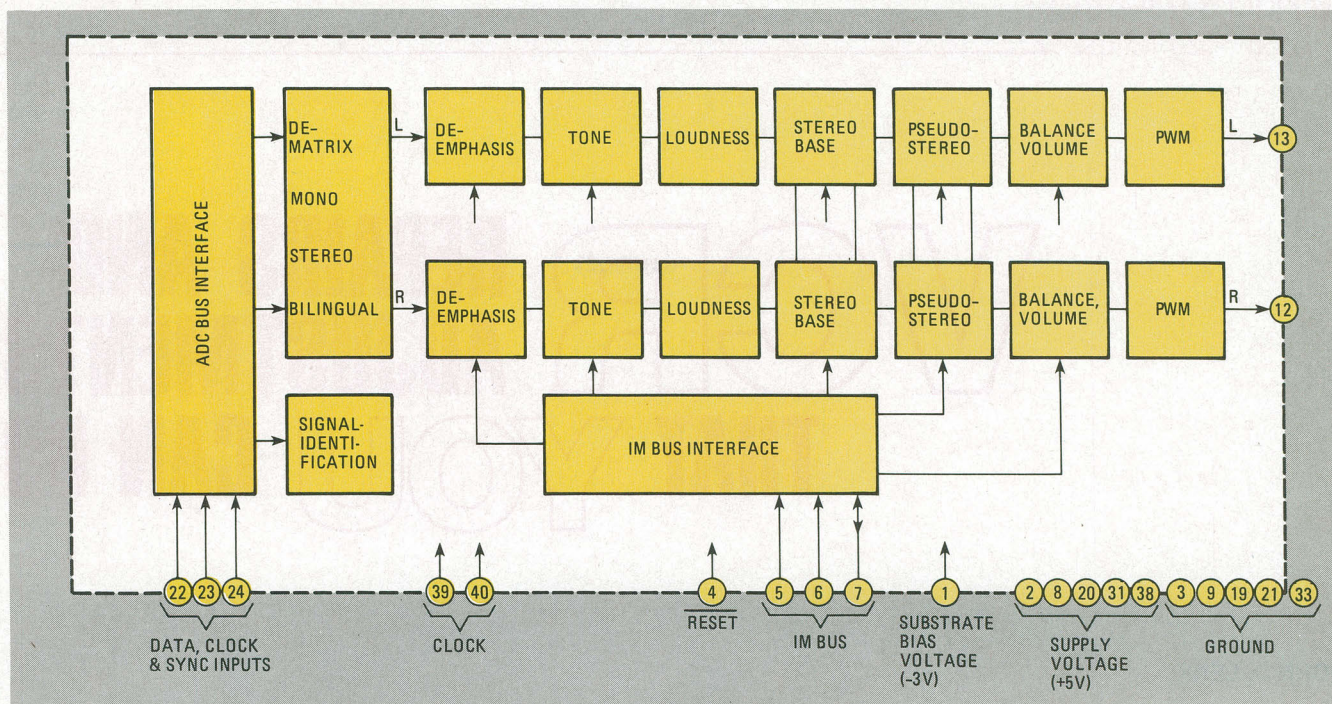 ADC BUS INTERFACE
DE-
MATRIX
MONO
STEREO
BILINGUAL
SIGNAL-
IDENTI-
FICATION
L
DE-
EMPHASIS
TONE
LOUDNESS
STEREO
BASE
PSEUDO-
STEREO
BALANCE
VOLUME
PWM
L
13
R
DE-
EMPHASIS
TONE
LOUDNESS
STEREO
BASE
PSEUDO-
STEREO
BALANCE,
VOLUME
PWM
R
12
IM BUS INTERFACE
22 23 24
DATA, CLOCK
& SYNC INPUTS
39 40
CLOCK
4
RESET
5 6 7
IM BUS
1
SUBSTRATE
BIAS
VOLTAGE
(-3V)
2 8 20 31 38
SUPPLY
VOLTAGE
(+5V)
3 9 19 21 33
GROUND